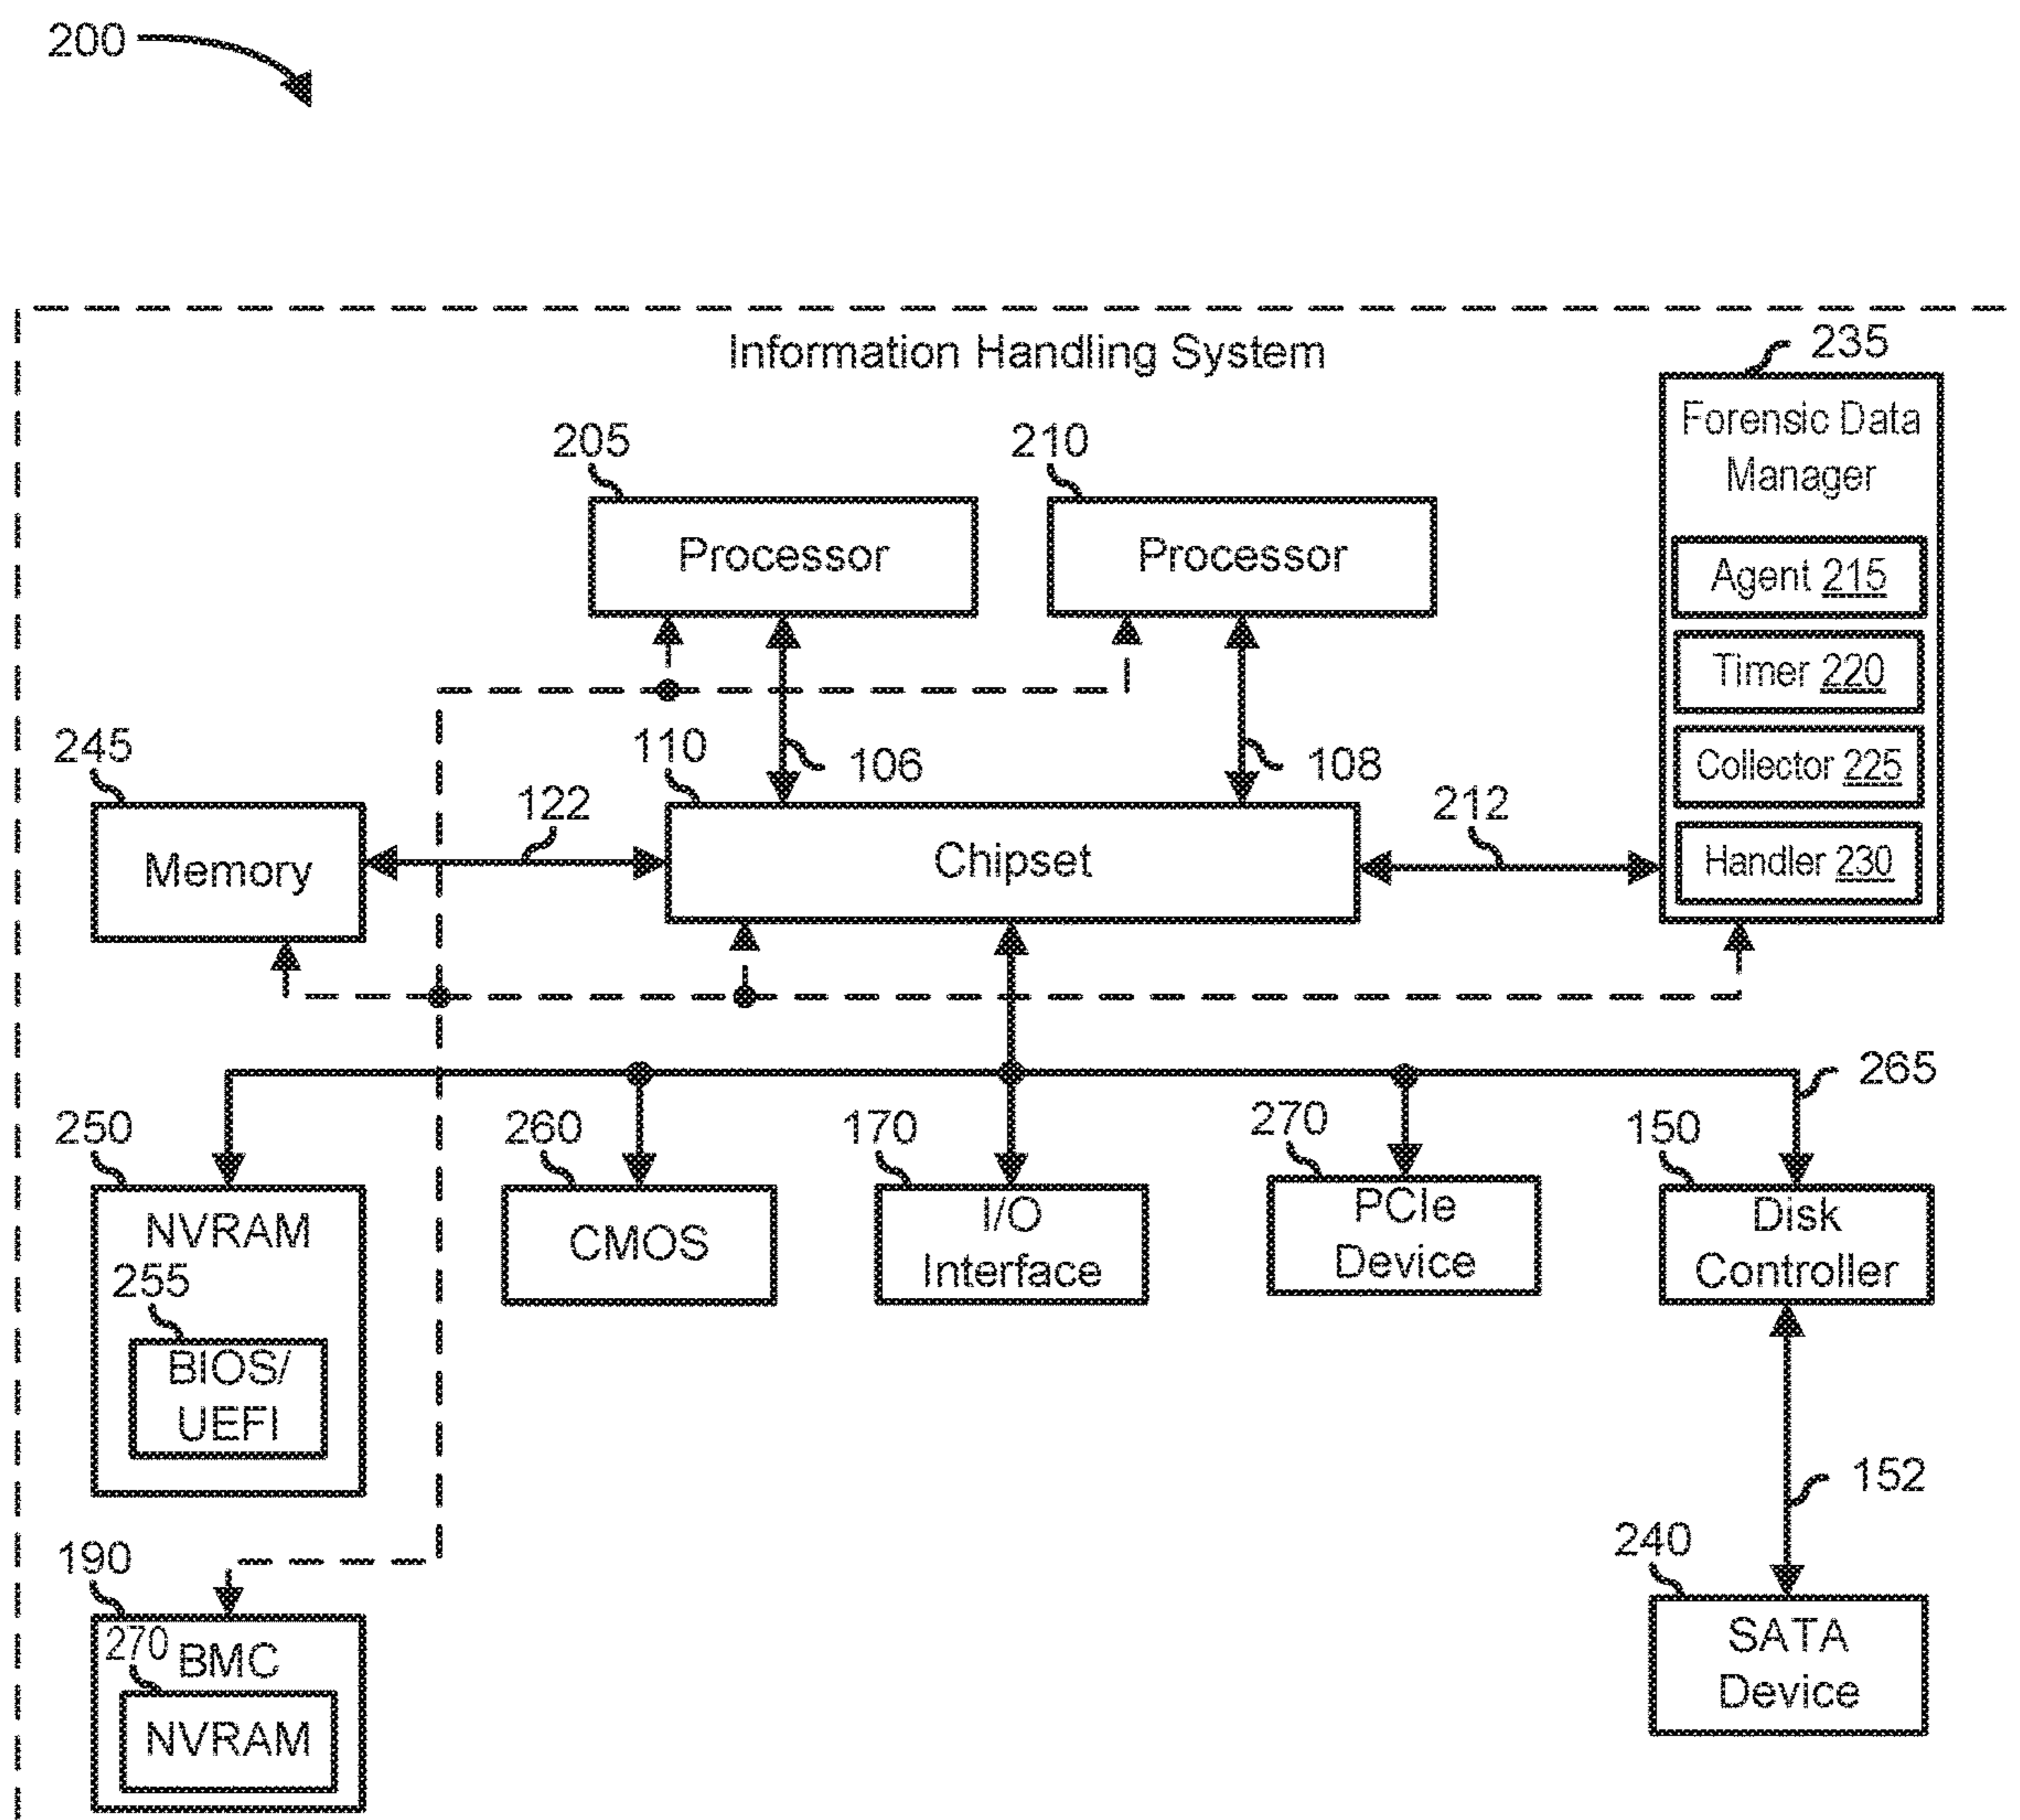 200
Information Handling System
235
Forensic Data
Manager
205
210
Processor
Processor
Agent 215
Timer 220
245
110
106
108
Collector 225
122
212
Memory
Chipset
Handler 230
265
250
260
170
270
150
NVRAM
CMOS
I/O
Interface
PCIe
Device
Disk
Controller
255
BIOS/
UEFI
152
190
240
270
BMC
SATA
Device
NVRAM